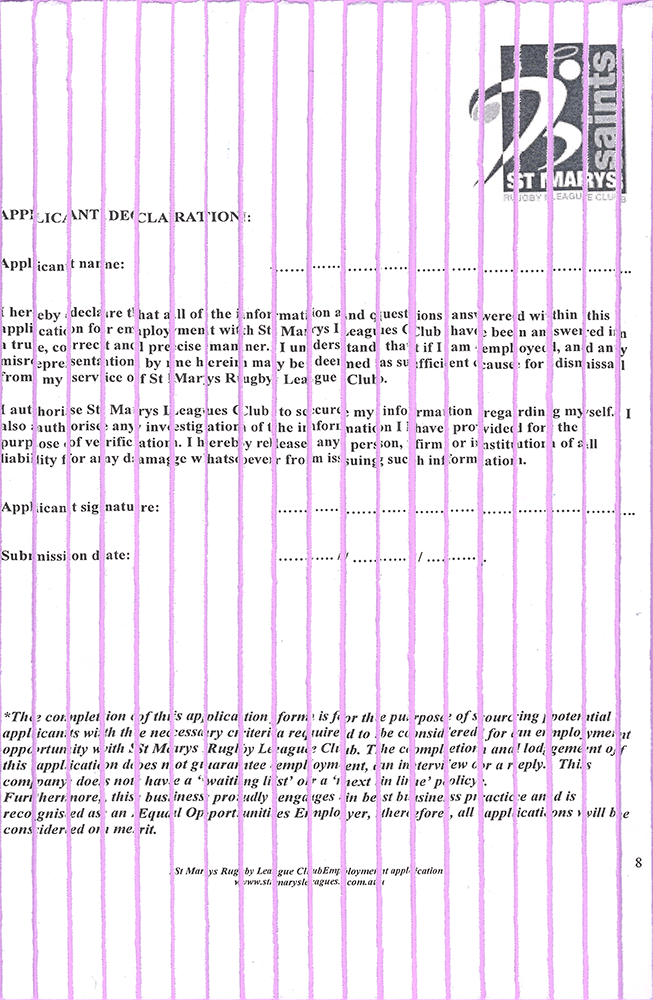 saints
ST MARYS
RUGBY LEAGUE CLUB
APPLICANT DECLARATION:
Applicant name: ..........................................
I hereby declare that all of the information and questions answered within this
application for employment with St Marys Leagues Club have been answered in
a true, correct and precise manner. I understand that if I am employed, and any
misrepresentation by me herein may be deemed as sufficient cause for dismissal
from my service of St Marys Rugby League Club.
I authorise St Marys Leagues Club to secure my information regarding myself. I
also authorise any investigation of the information I have provided for the
purpose of verification. I hereby release any person, firm or institution of all
liability for any damage whatsoever from issuing such information.
Applicant signature: ..........................................
Submission date: ........../........../..........
*The completion of this application form is for the purpose of sourcing potential
applicants with the necessary criteria required to be considered for an employment
opportunity with St Marys Rugby League Club. The completion and lodgement of
this application does not guarantee employment, an interview or a reply. This
company does not have a 'waiting list' or a 'next in line' policy.
Furthermore, this business proudly engages in best business practice and is
recognised as an Equal Opportunities Employer, therefore, all applications will be
considered on merit.
St Marys Rugby League ClubEmployment application
www.stmarysleagues.com.au
8